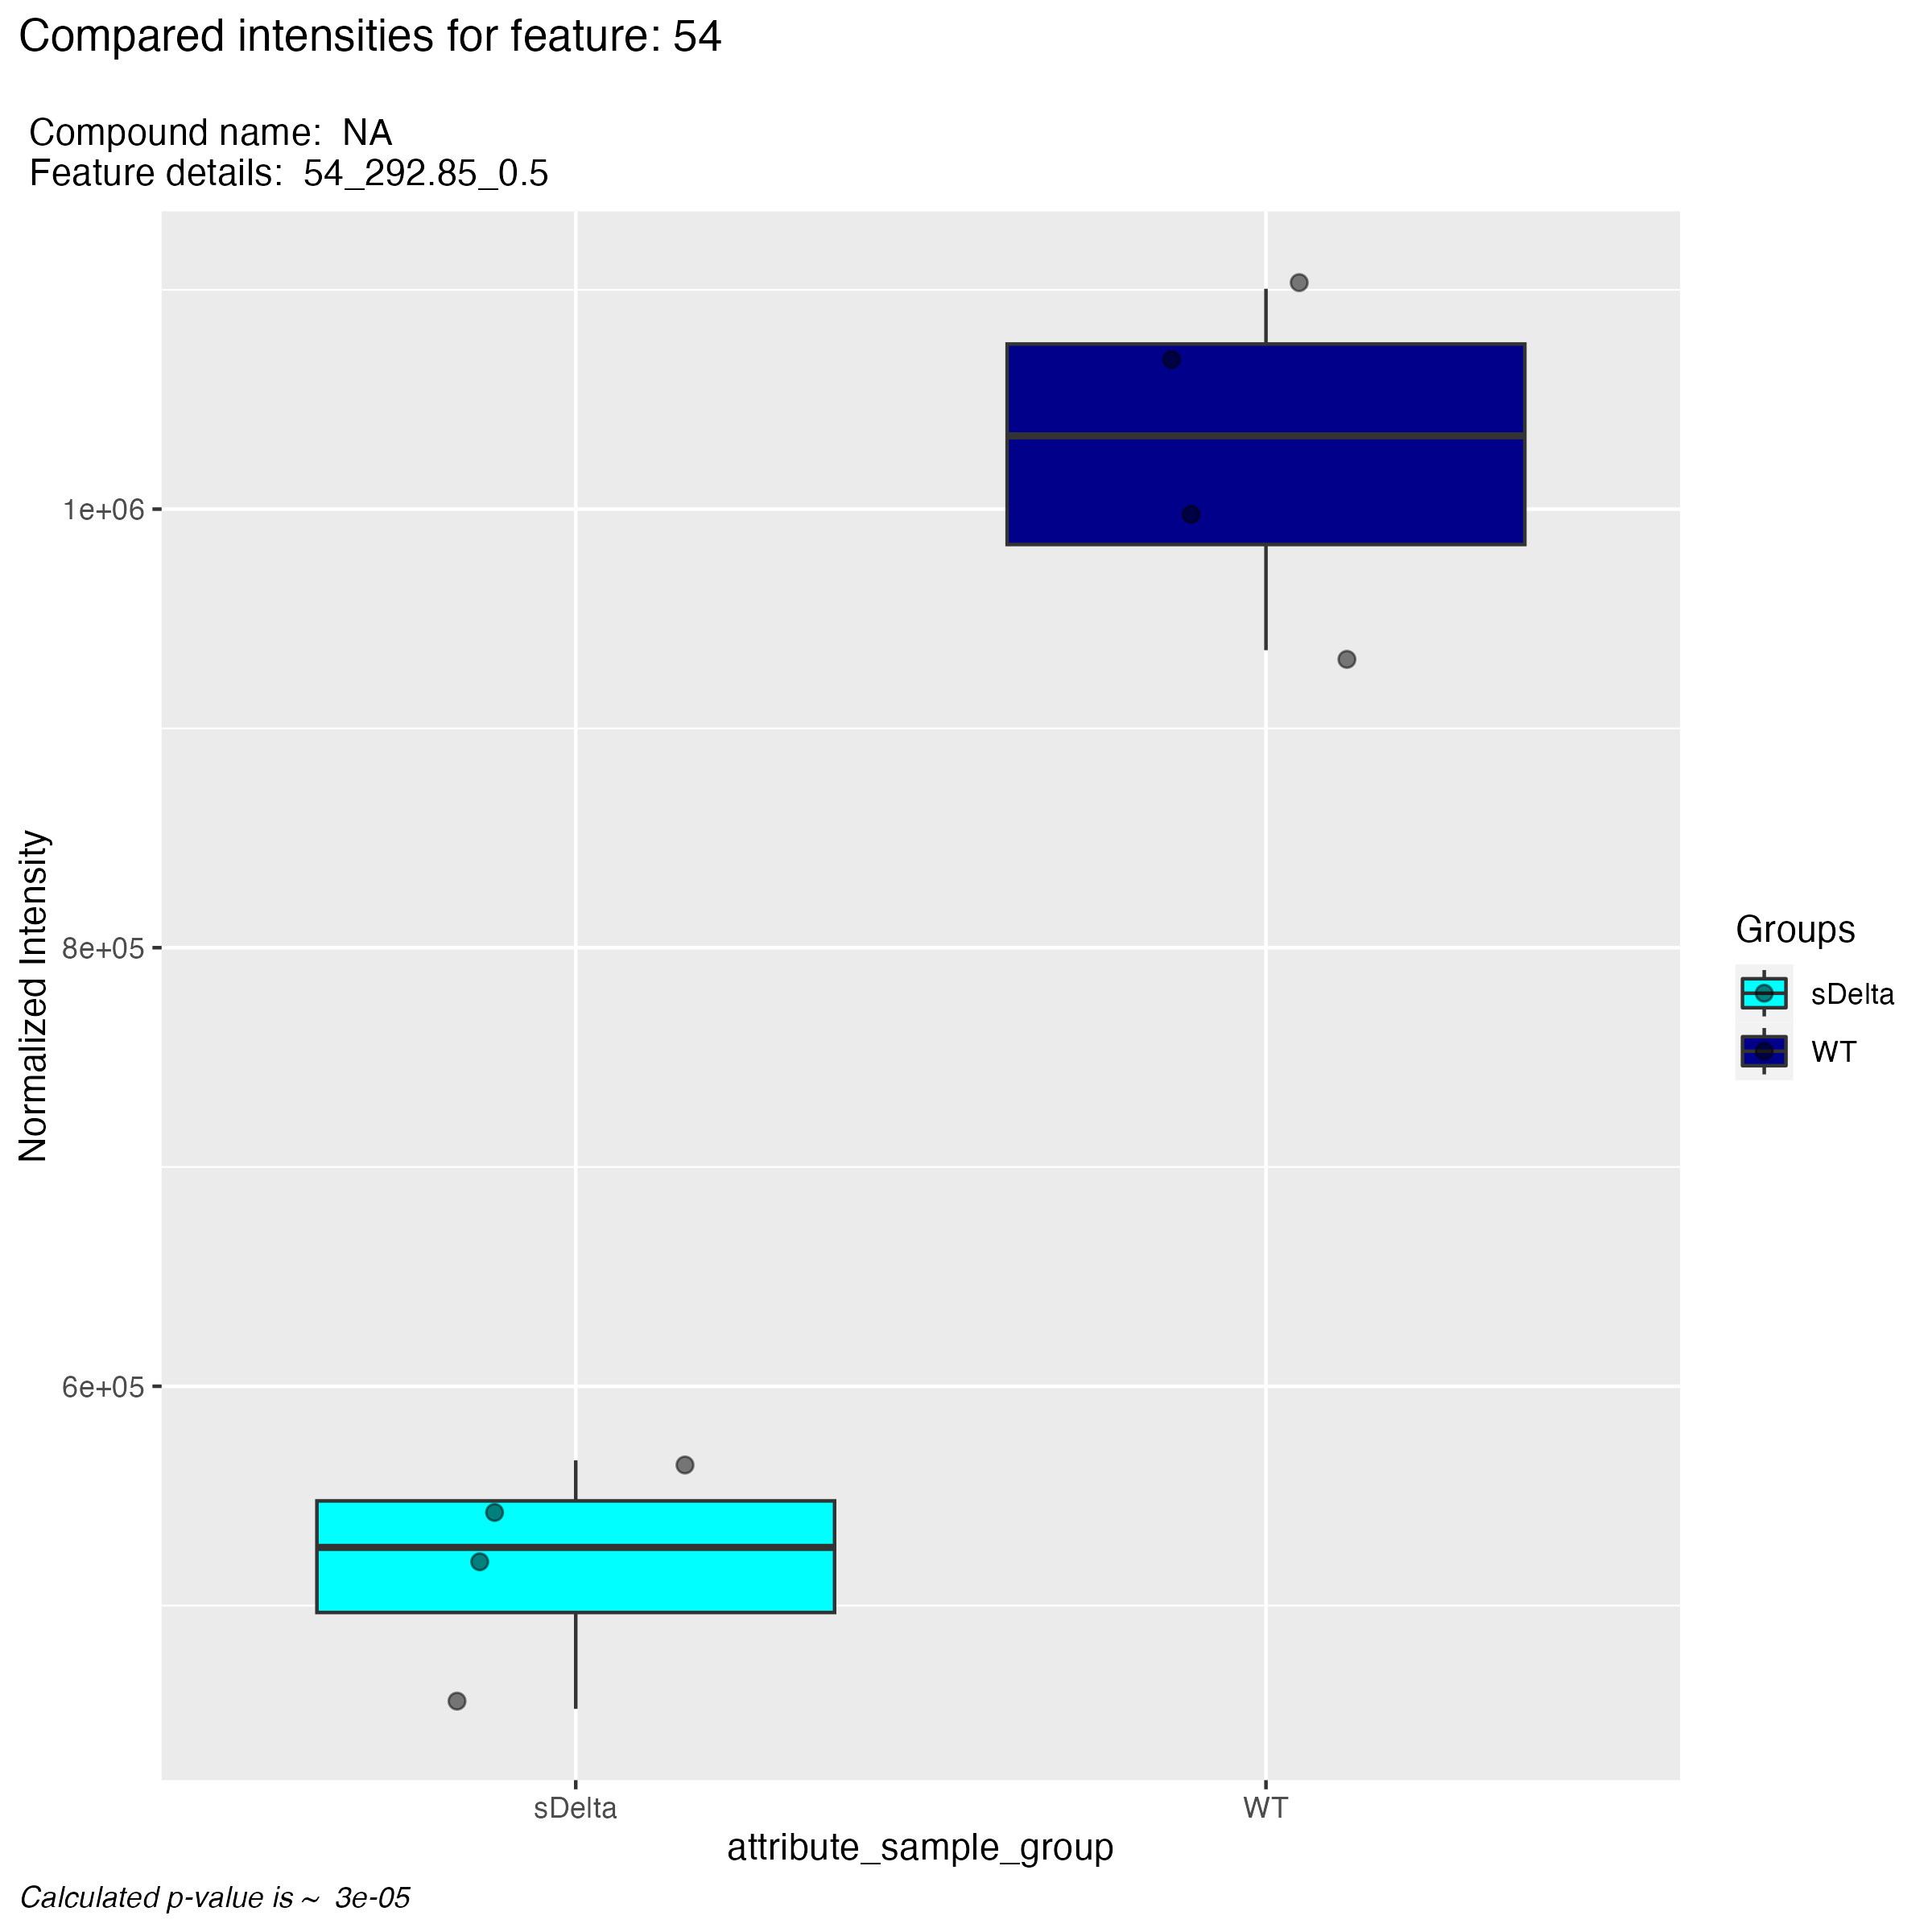 Compared intensities for feature: 54
Compound name:  NA
Feature details:  54_292.85_0.5
Normalized Intensity
1e+06
8e+05
6e+05
sDelta
WT
attribute_sample_group
Groups
sDelta
WT
Calculated p-value is ~  3e-05